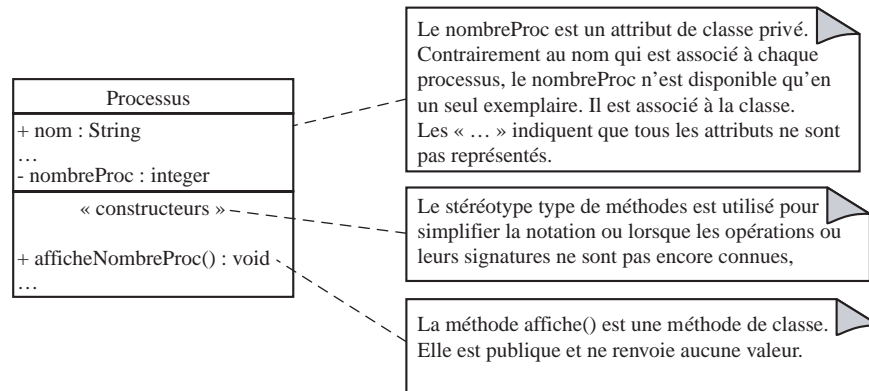 Processus
+ nom : String
…
- nombreProc : integer
« constructeurs »
+ afficheNombreProc() : void
…
Le nombreProc est un attribut de classe privé.
Contrairement au nom qui est associé à chaque
processus, le nombreProc n’est disponible qu’en
un seul exemplaire. Il est associé à la classe.
Les « … » indiquent que tous les attributs ne sont
pas représentés.
Le stéréotype type de méthodes est utilisé pour
simplifier la notation ou lorsque les opérations ou
leurs signatures ne sont pas encore connues,
La méthode affiche() est une méthode de classe.
Elle est publique et ne renvoie aucune valeur.